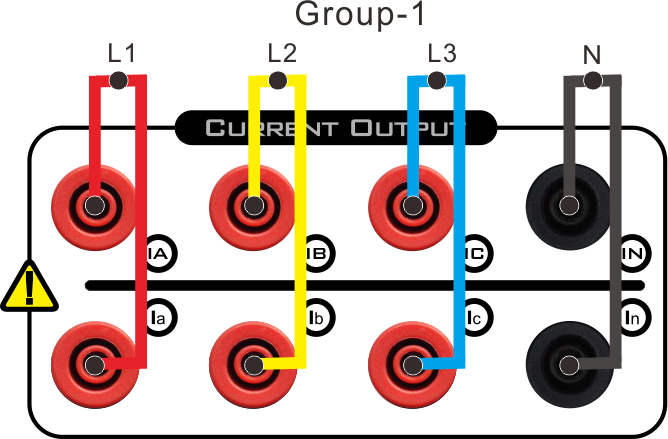 Group-1
L1 L2 L3 N
CURRENT OUTPUT
IA IB IC IN
Ia Ib Ic In